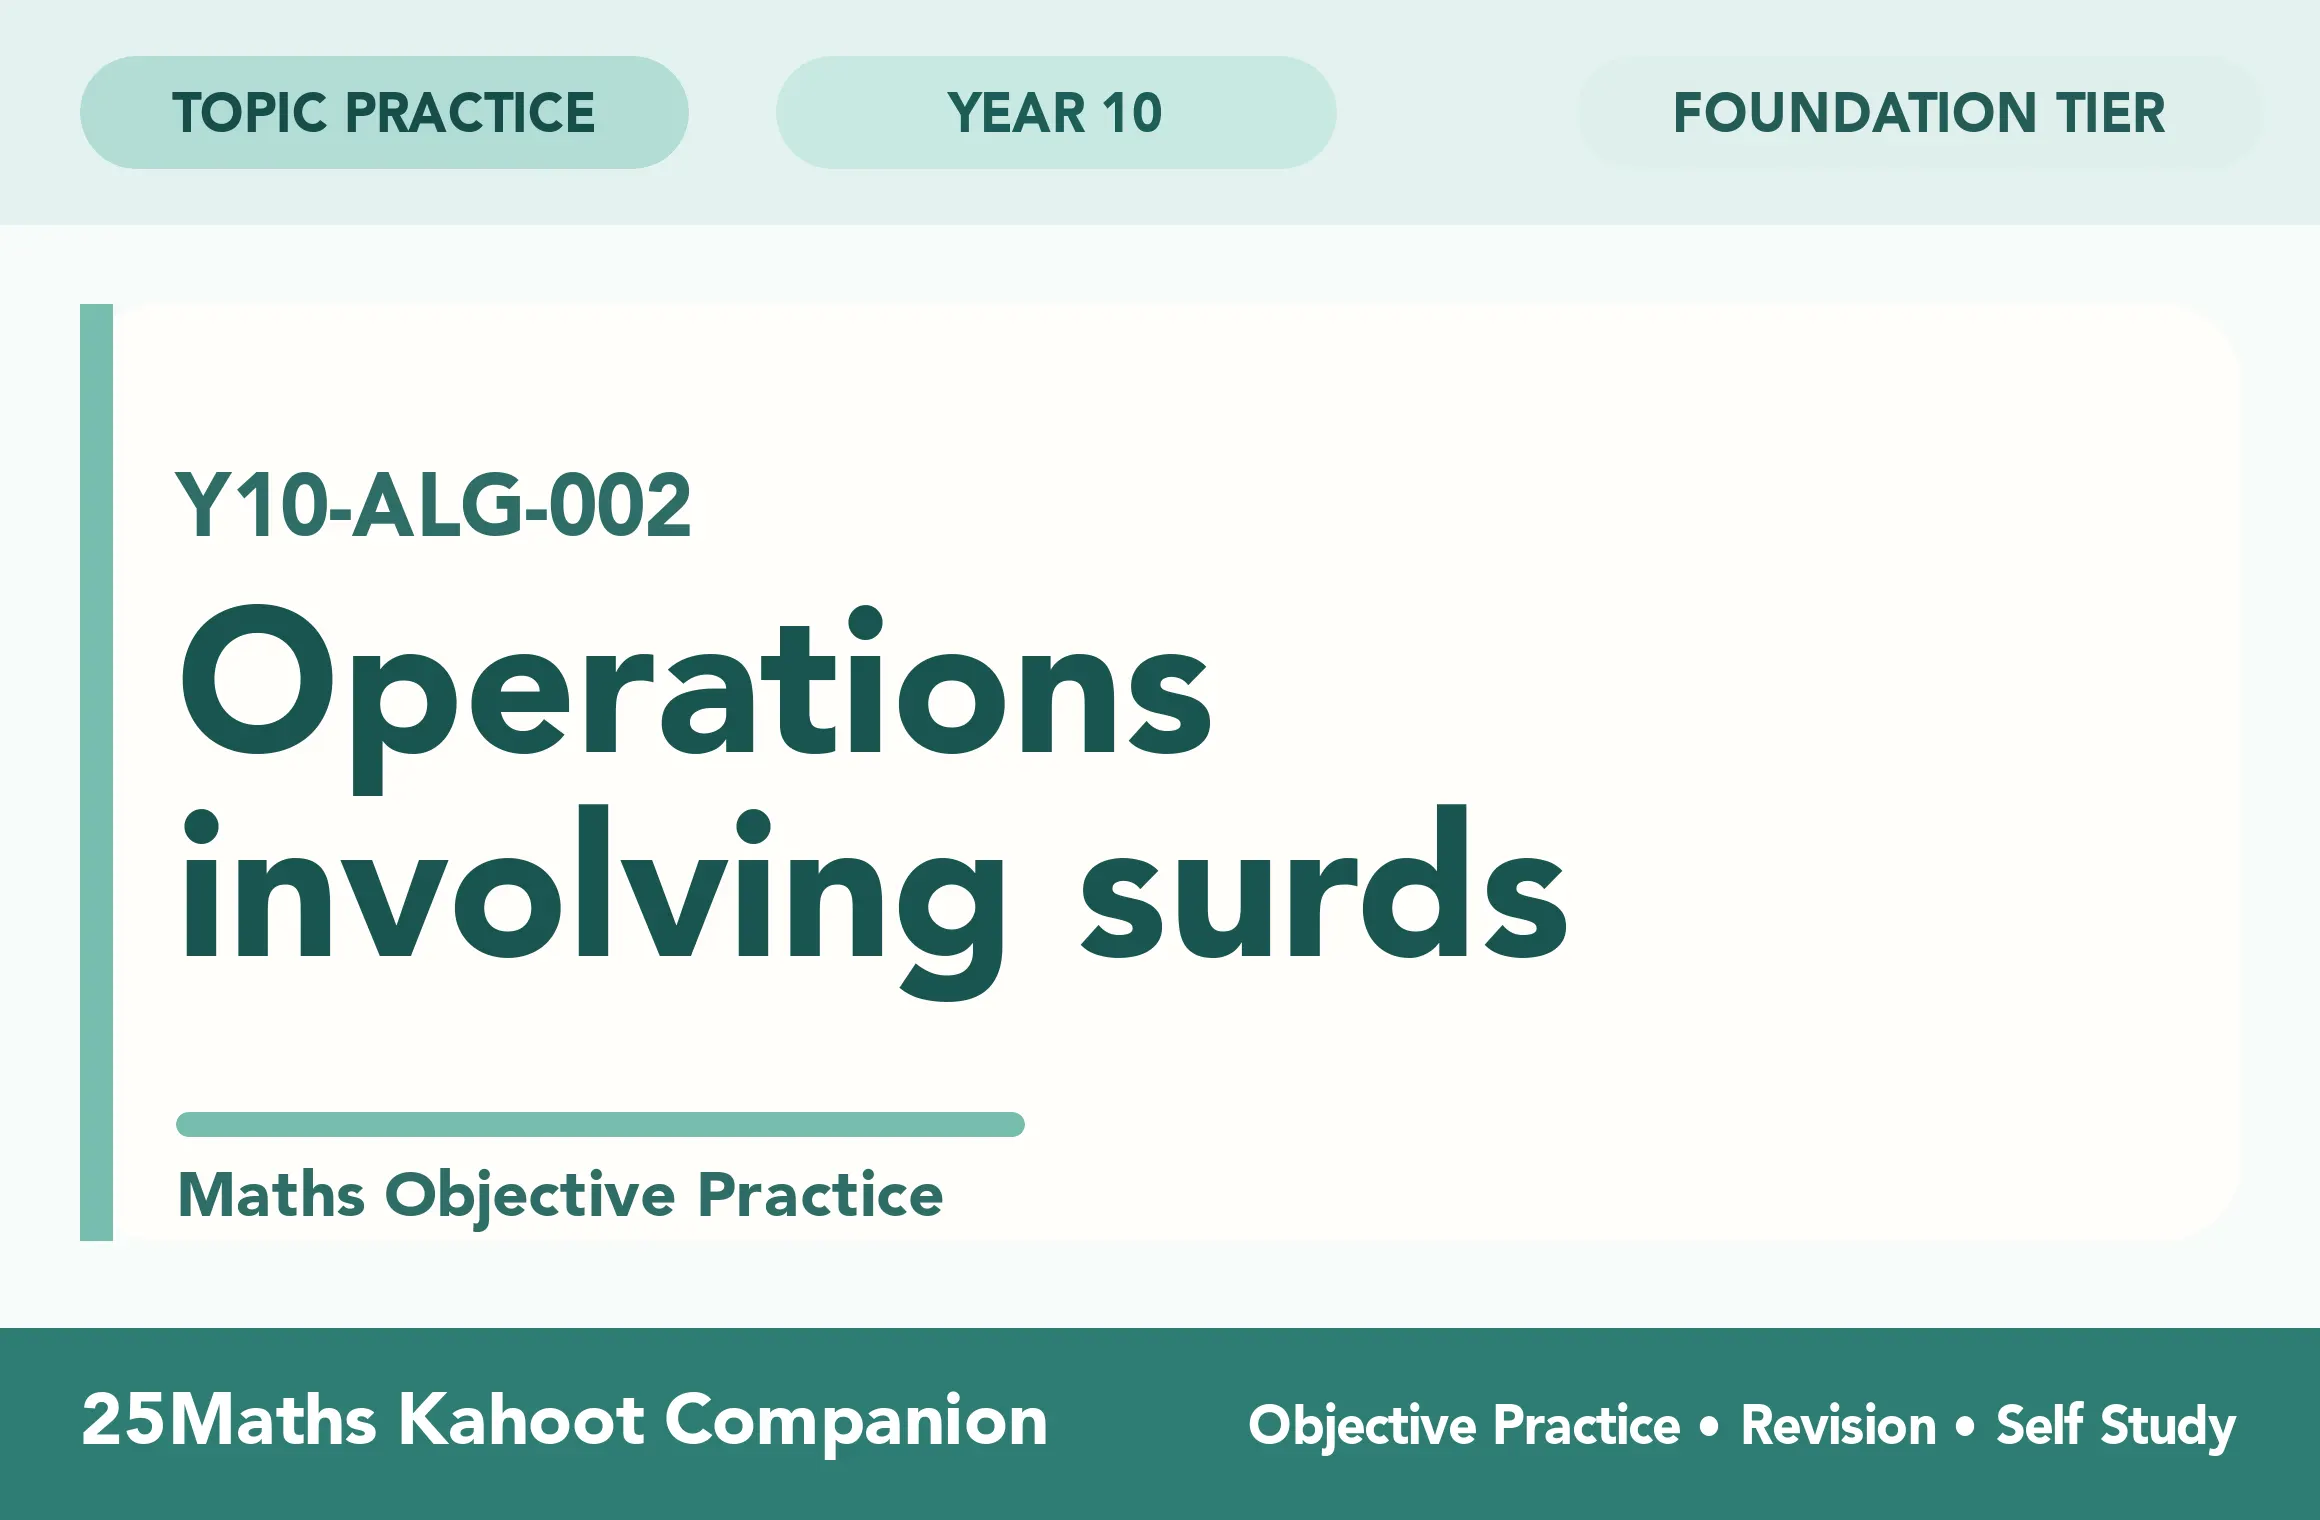 TOPIC PRACTICE
YEAR 10
FOUNDATION TIER
Y10-ALG-002
Operations
involving surds
Maths Objective Practice
25Maths Kahoot Companion
Objective Practice • Revision • Self Study